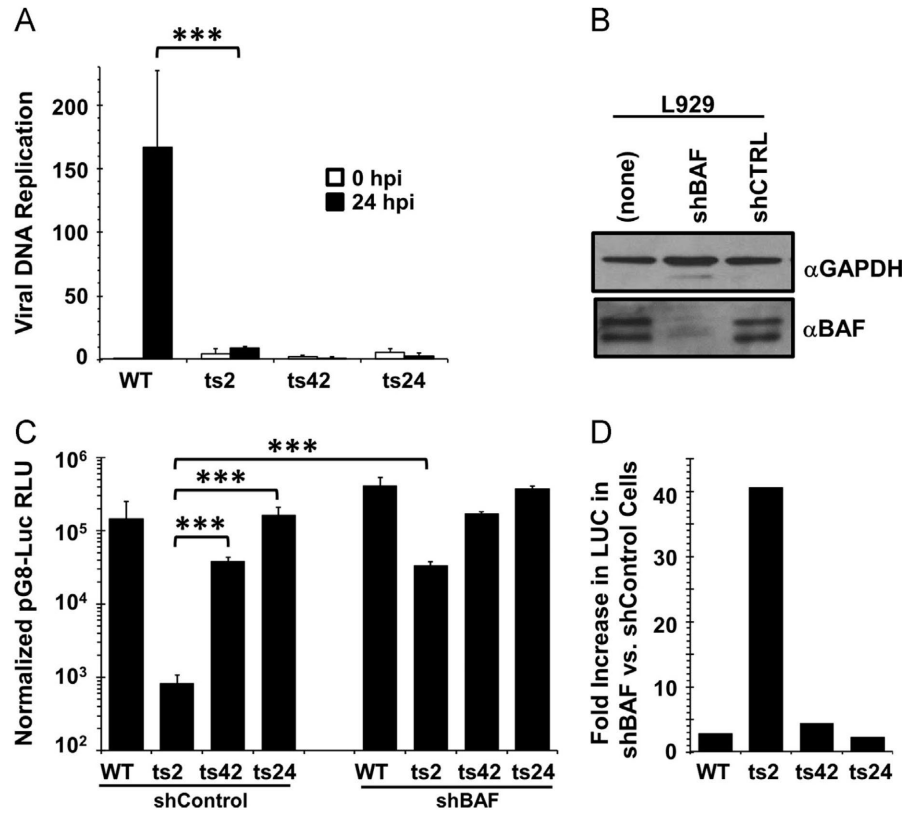 A
***
Viral DNA Replication
200
150
100
50
0
0 hpi
24 hpi
WT ts2 ts42 ts24
B
L929
(none) shBAF shCTRL
αGAPDH
αBAF
C
***
***
***
Normalized pG8-Luc RLU
10⁶
10⁵
10⁴
10³
10²
WT ts2 ts42 ts24 WT ts2 ts42 ts24
shControl shBAF
D
Fold Increase in LUC in
shBAF vs. shControl Cells
40
30
20
10
0
WT ts2 ts42 ts24